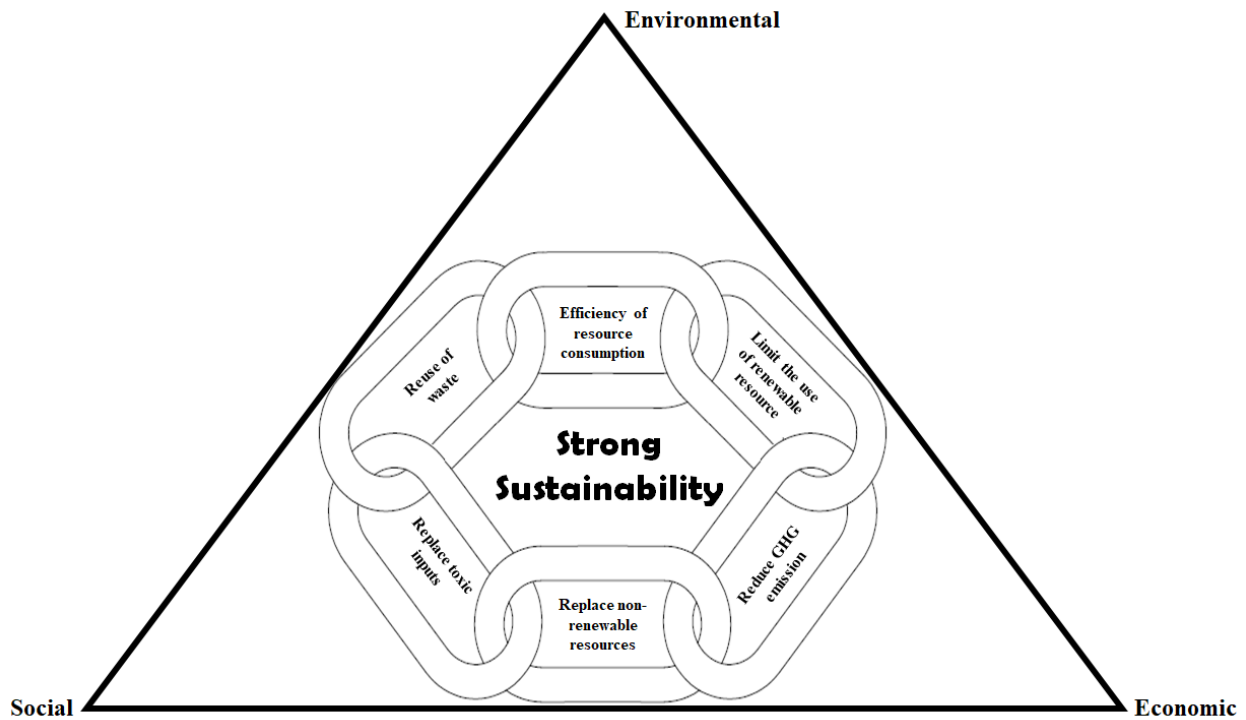 Environmental
Efficiency of
resource
consumption
Reuse of
waste
Limit the use
of renewable
resource
Strong
Sustainability
Replace toxic
inputs
Reduce GHG
emission
Replace non-
renewable
resources
Social
Economic